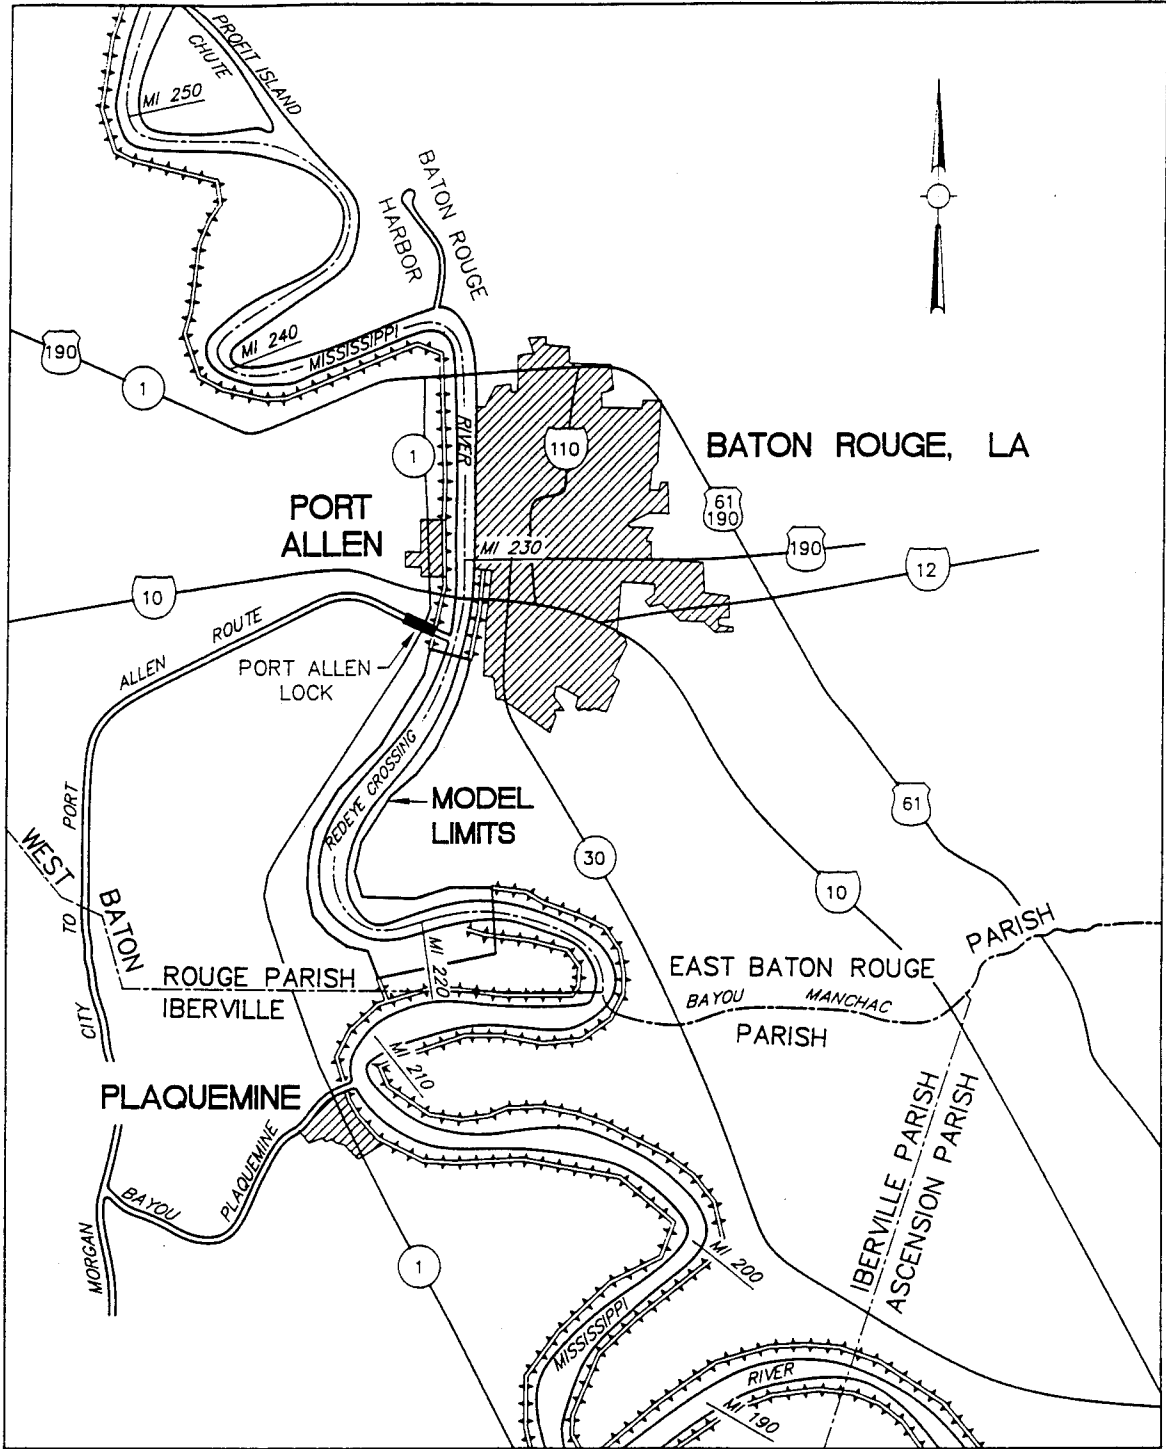 PROFIT ISLAND
CHUTE
MI 250
BATON ROUGE
HARBOR
MI 240
MISSISSIPPI
RIVER
190
1
1
110
BATON ROUGE, LA
PORT
ALLEN
61
190
MI 230
190
12
10
ALLEN ROUTE
PORT ALLEN
LOCK
REDEYE CROSSING
MODEL
LIMITS
61
30
10
PORT
TO
CITY
MORGAN
WEST
BATON
ROUGE PARISH
IBERVILLE
MI 220
EAST BATON ROUGE
PARISH
BAYOU MANCHAC
PARISH
MI 210
PLAQUEMINE
BAYOU
PLAQUEMINE
IBERVILLE PARISH
ASCENSION PARISH
1
MI 200
MISSISSIPPI
RIVER
MI 190